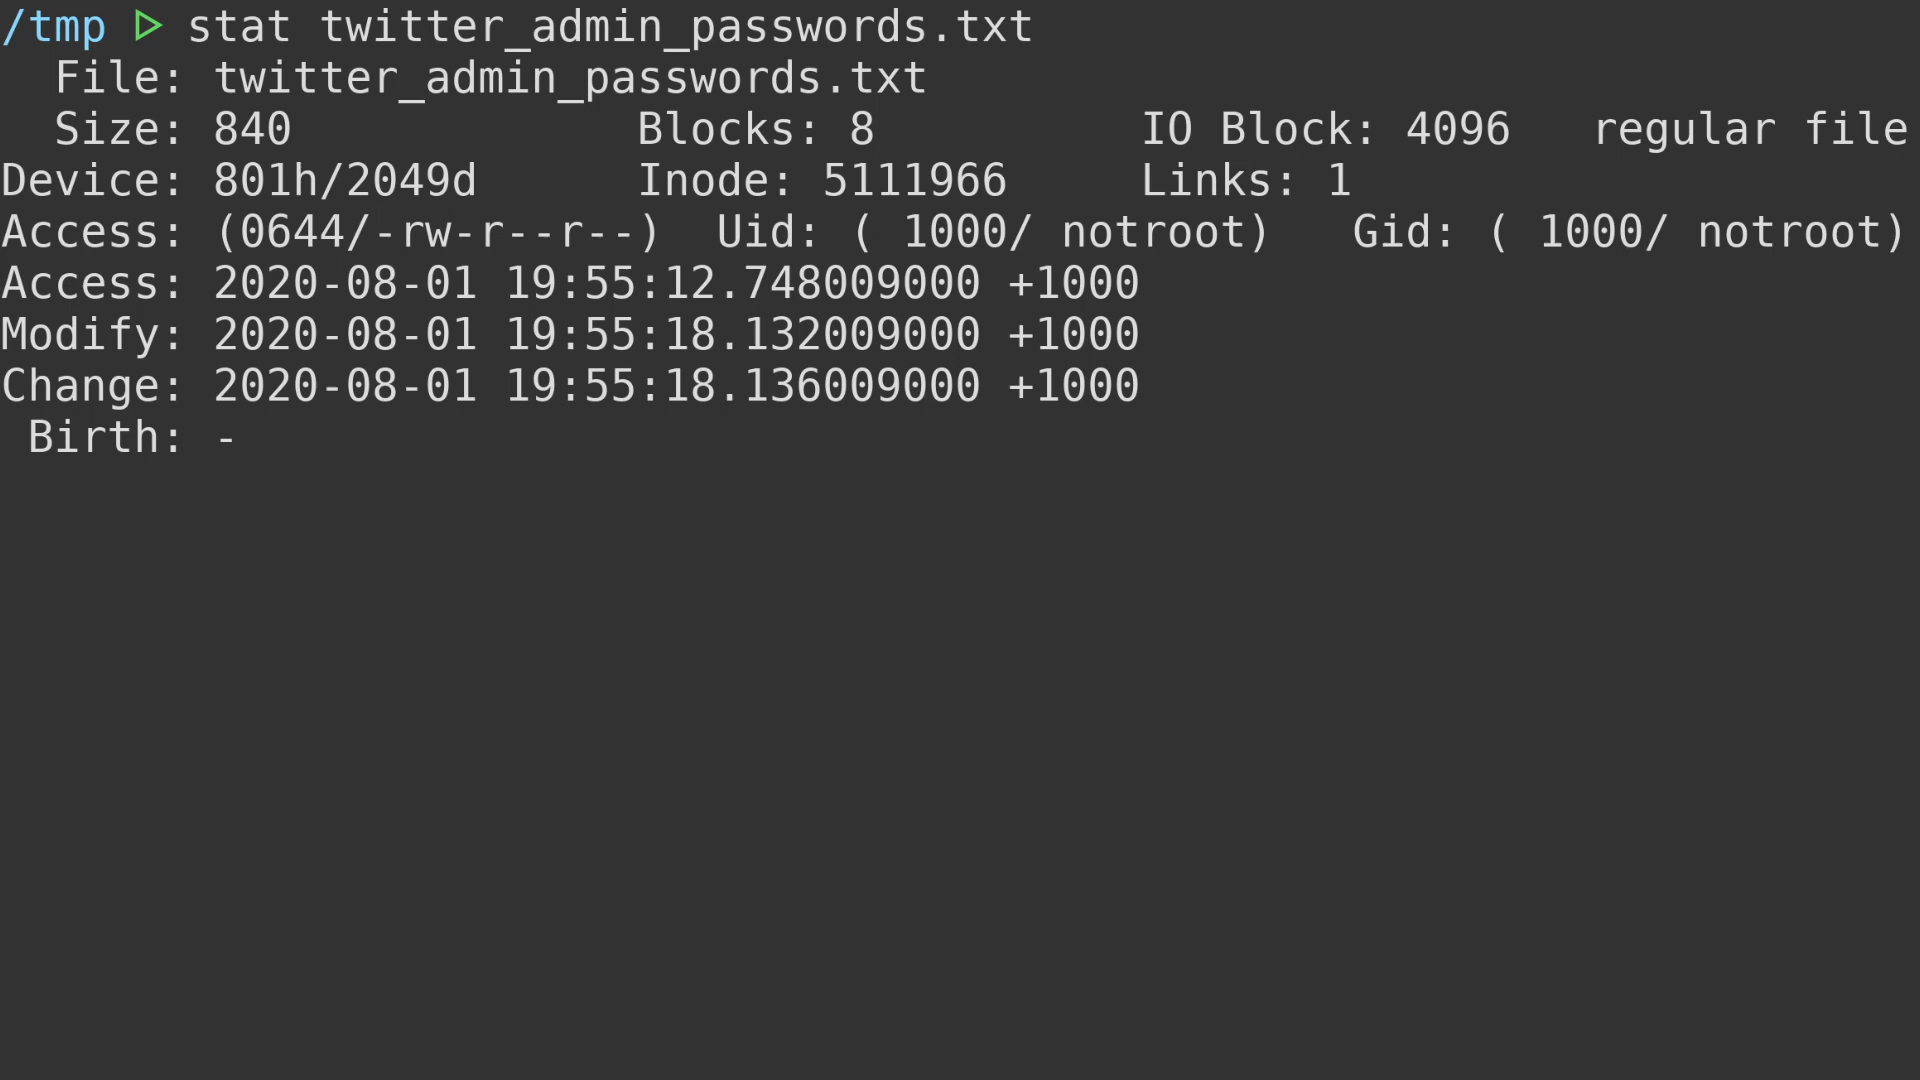 /tmp ▷ stat twitter_admin_passwords.txt
  File: twitter_admin_passwords.txt
  Size: 840             Blocks: 8          IO Block: 4096   regular file
Device: 801h/2049d      Inode: 5111966     Links: 1
Access: (0644/-rw-r--r--)  Uid: ( 1000/ notroot)   Gid: ( 1000/ notroot)
Access: 2020-08-01 19:55:12.748009000 +1000
Modify: 2020-08-01 19:55:18.132009000 +1000
Change: 2020-08-01 19:55:18.136009000 +1000
 Birth: -